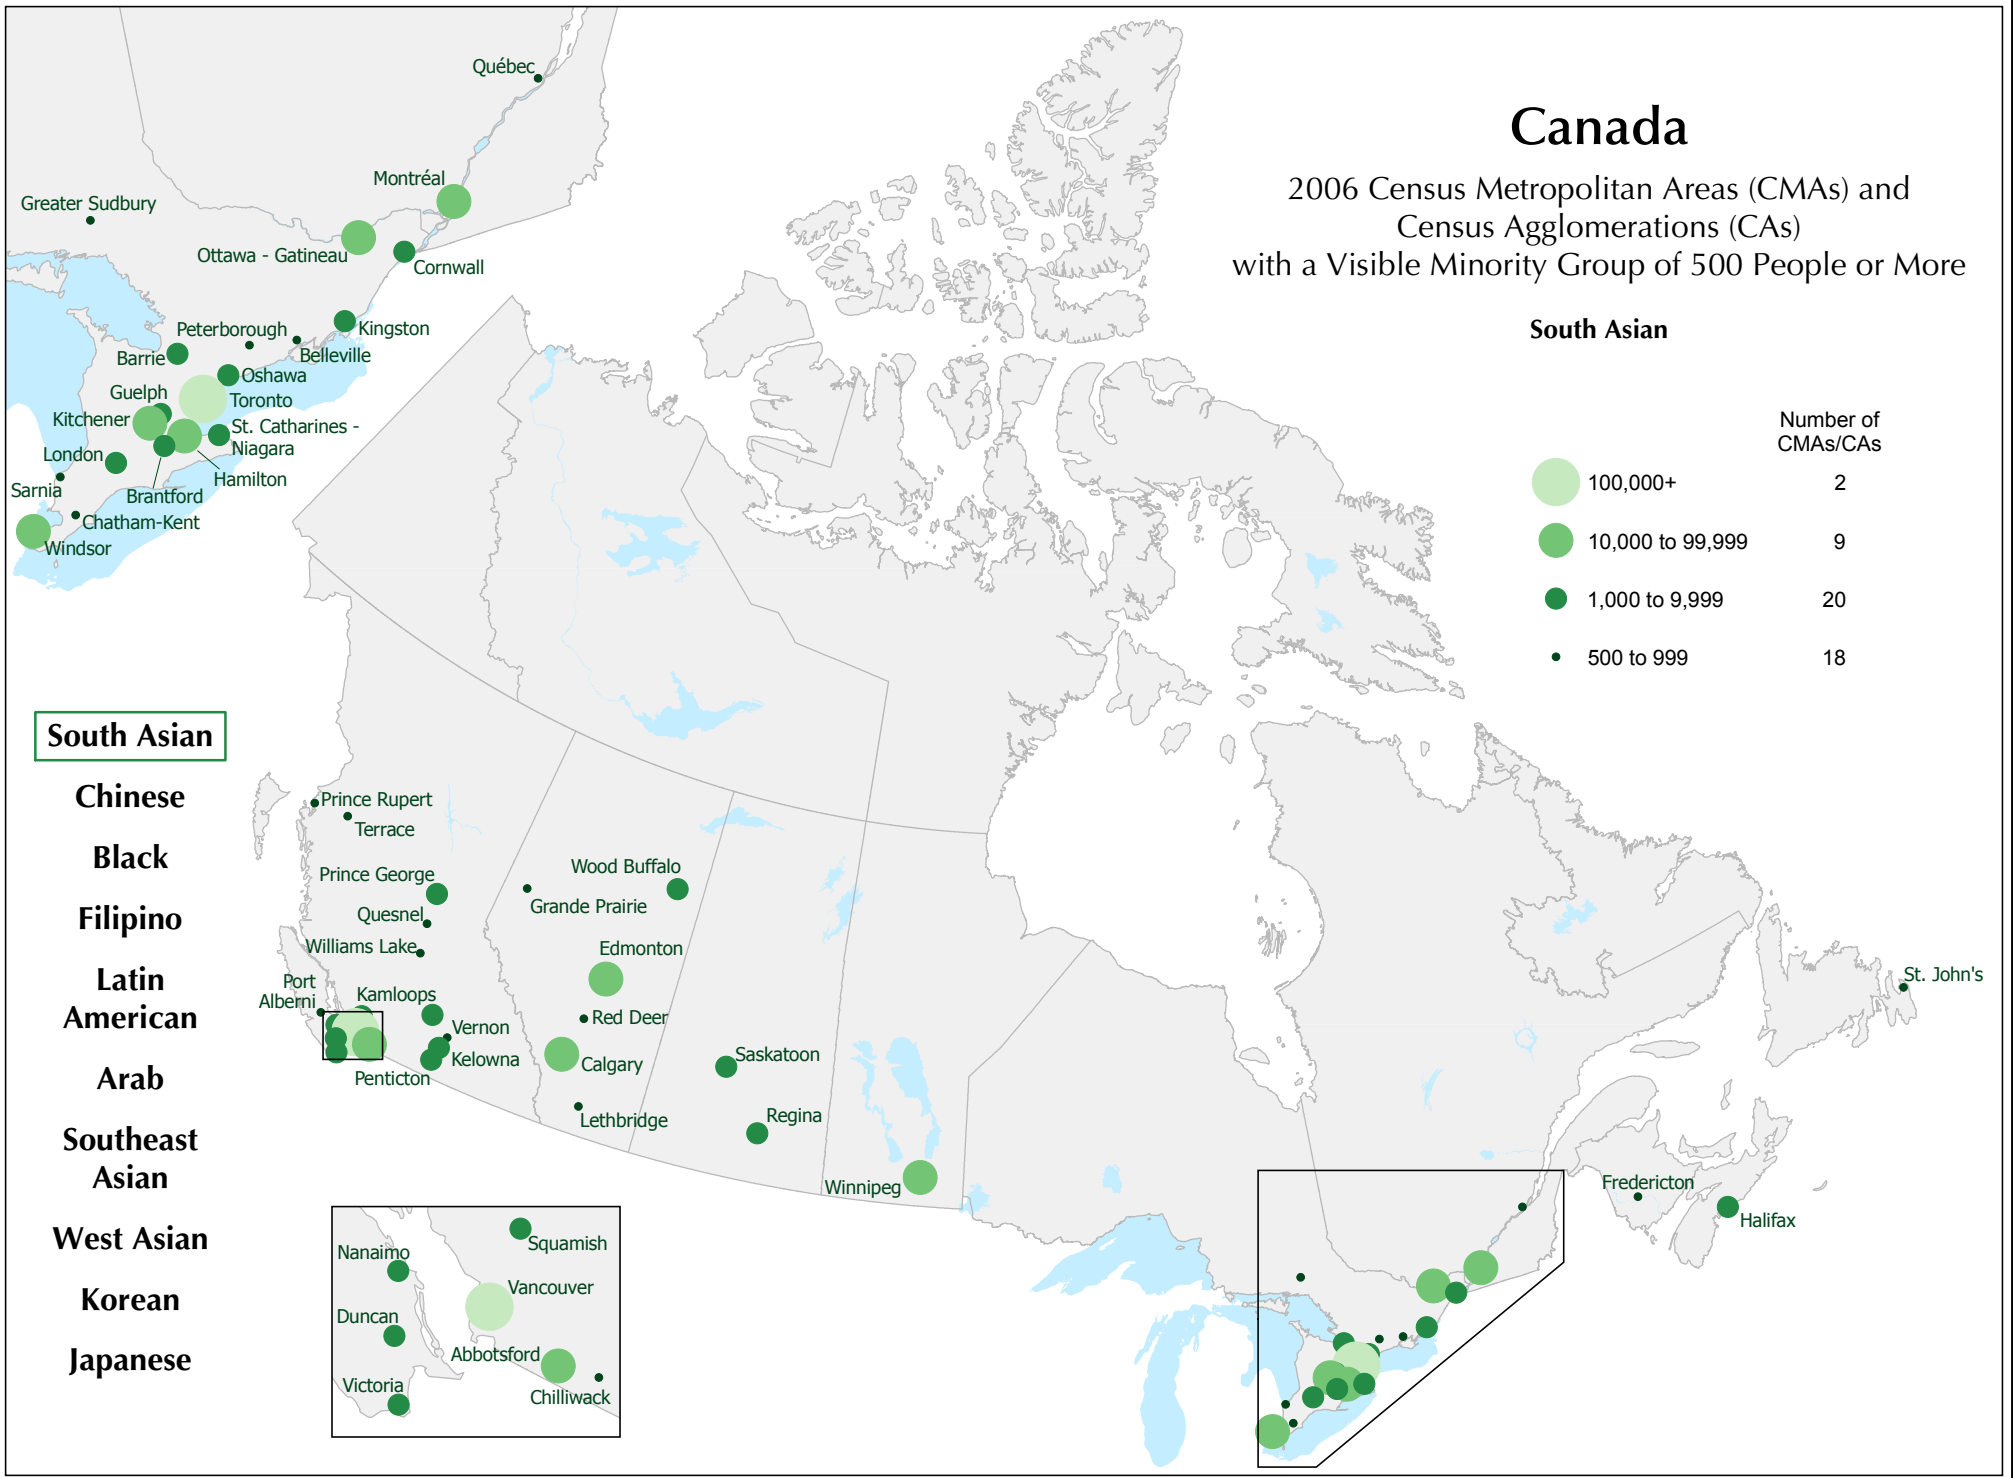 Canada
2006 Census Metropolitan Areas (CMAs) and
Census Agglomerations (CAs)
with a Visible Minority Group of 500 People or More
South Asian
Number of
CMAs/CAs
100,000+ 2
10,000 to 99,999 9
1,000 to 9,999 20
500 to 999 18
Québec
Montréal
Greater Sudbury
Ottawa - Gatineau
Cornwall
Peterborough
Kingston
Barrie
Belleville
Oshawa
Guelph
Toronto
Kitchener
St. Catharines -
Niagara
London
Hamilton
Sarnia
Brantford
Chatham-Kent
Windsor
South Asian
Chinese
Black
Filipino
Latin
American
Arab
Southeast
Asian
West Asian
Korean
Japanese
Prince Rupert
Terrace
Prince George
Quesnel
Williams Lake
Port
Alberni
Kamloops
Vernon
Kelowna
Penticton
Wood Buffalo
Grande Prairie
Edmonton
Red Deer
Calgary
Lethbridge
Saskatoon
Regina
Winnipeg
St. John's
Fredericton
Halifax
Squamish
Nanaimo
Vancouver
Duncan
Abbotsford
Victoria
Chilliwack